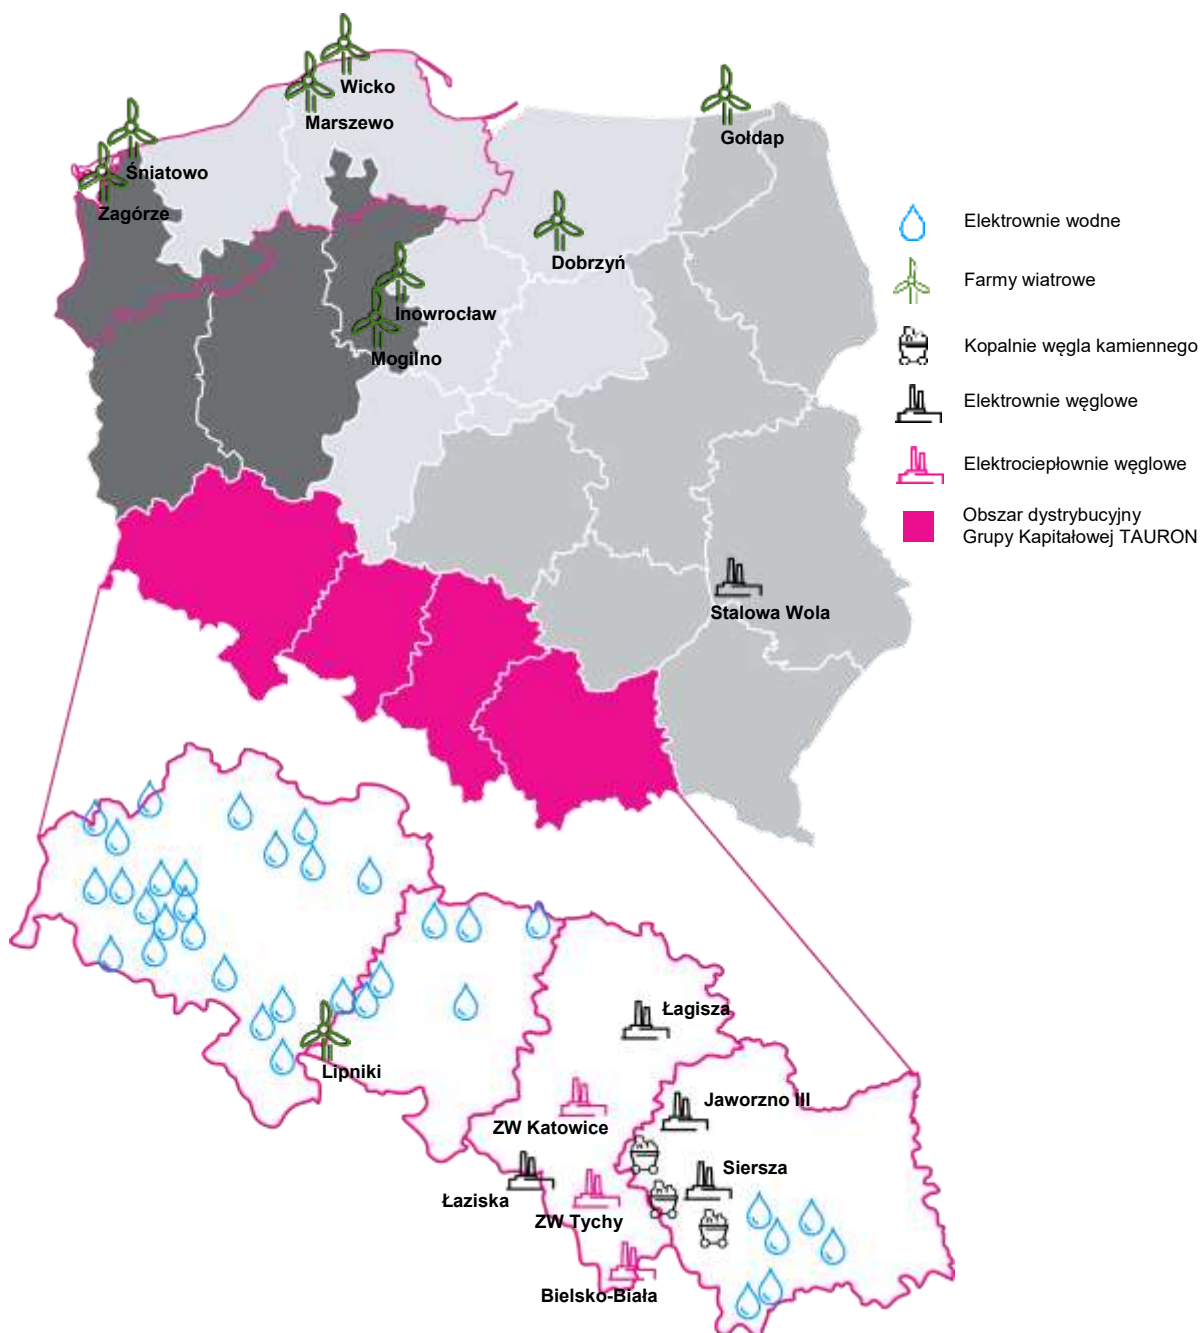 Wicko
Marszewo
Gołdap
Śniatowo
Zagórze
Dobrzyń
Inowrocław
Mogilno
Stalowa Wola
Elektrownie wodne
Farmy wiatrowe
Kopalnie węgla kamiennego
Elektrownie węglowe
Elektrociepłownie węglowe
Obszar dystrybucyjny
Grupy Kapitałowej TAURON
Łagisza
Lipniki
Jaworzno III
ZW Katowice
Siersza
Łaziska
ZW Tychy
Bielsko-Biała